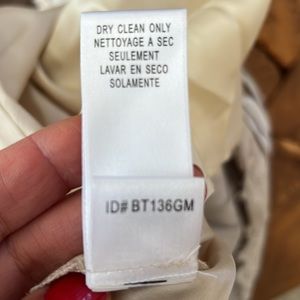 DRY CLEAN ONLY
NETTOYAGE A SEC
SEULEMENT
LAVAR EN SECO
SOLAMENTE
ID# BT136GM